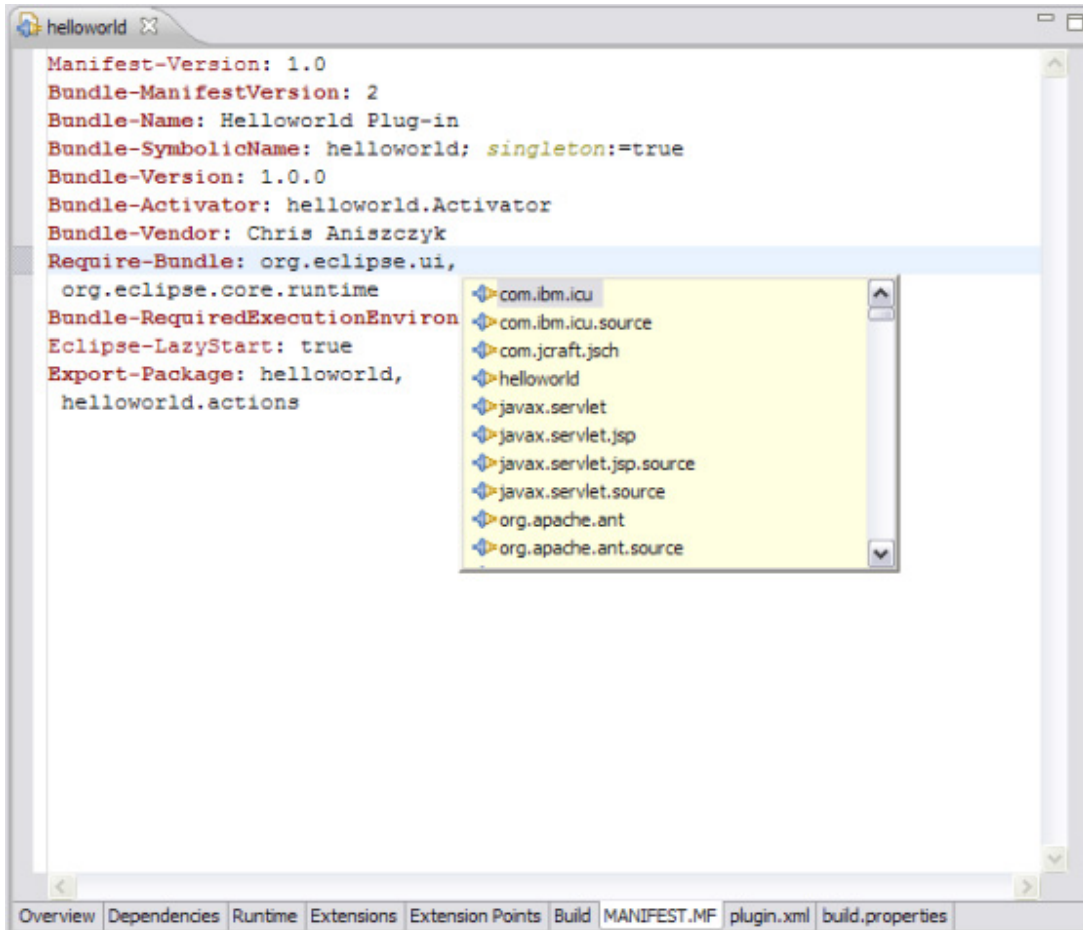 helloworld
Manifest-Version: 1.0
Bundle-ManifestVersion: 2
Bundle-Name: Helloworld Plug-in
Bundle-SymbolicName: helloworld; singleton:=true
Bundle-Version: 1.0.0
Bundle-Activator: helloworld.Activator
Bundle-Vendor: Chris Aniszczyk
Require-Bundle: org.eclipse.ui,
org.eclipse.core.runtime
Bundle-RequiredExecutionEnviron
Eclipse-LazyStart: true
Export-Package: helloworld,
helloworld.actions
com.ibm.icu
com.ibm.icu.source
com.jcraft.jsch
helloworld
javax.servlet
javax.servlet.jsp
javax.servlet.jsp.source
javax.servlet.source
org.apache.ant
org.apache.ant.source
Overview Dependencies Runtime Extensions Extension Points Build MANIFEST.MF plugin.xml build.properties